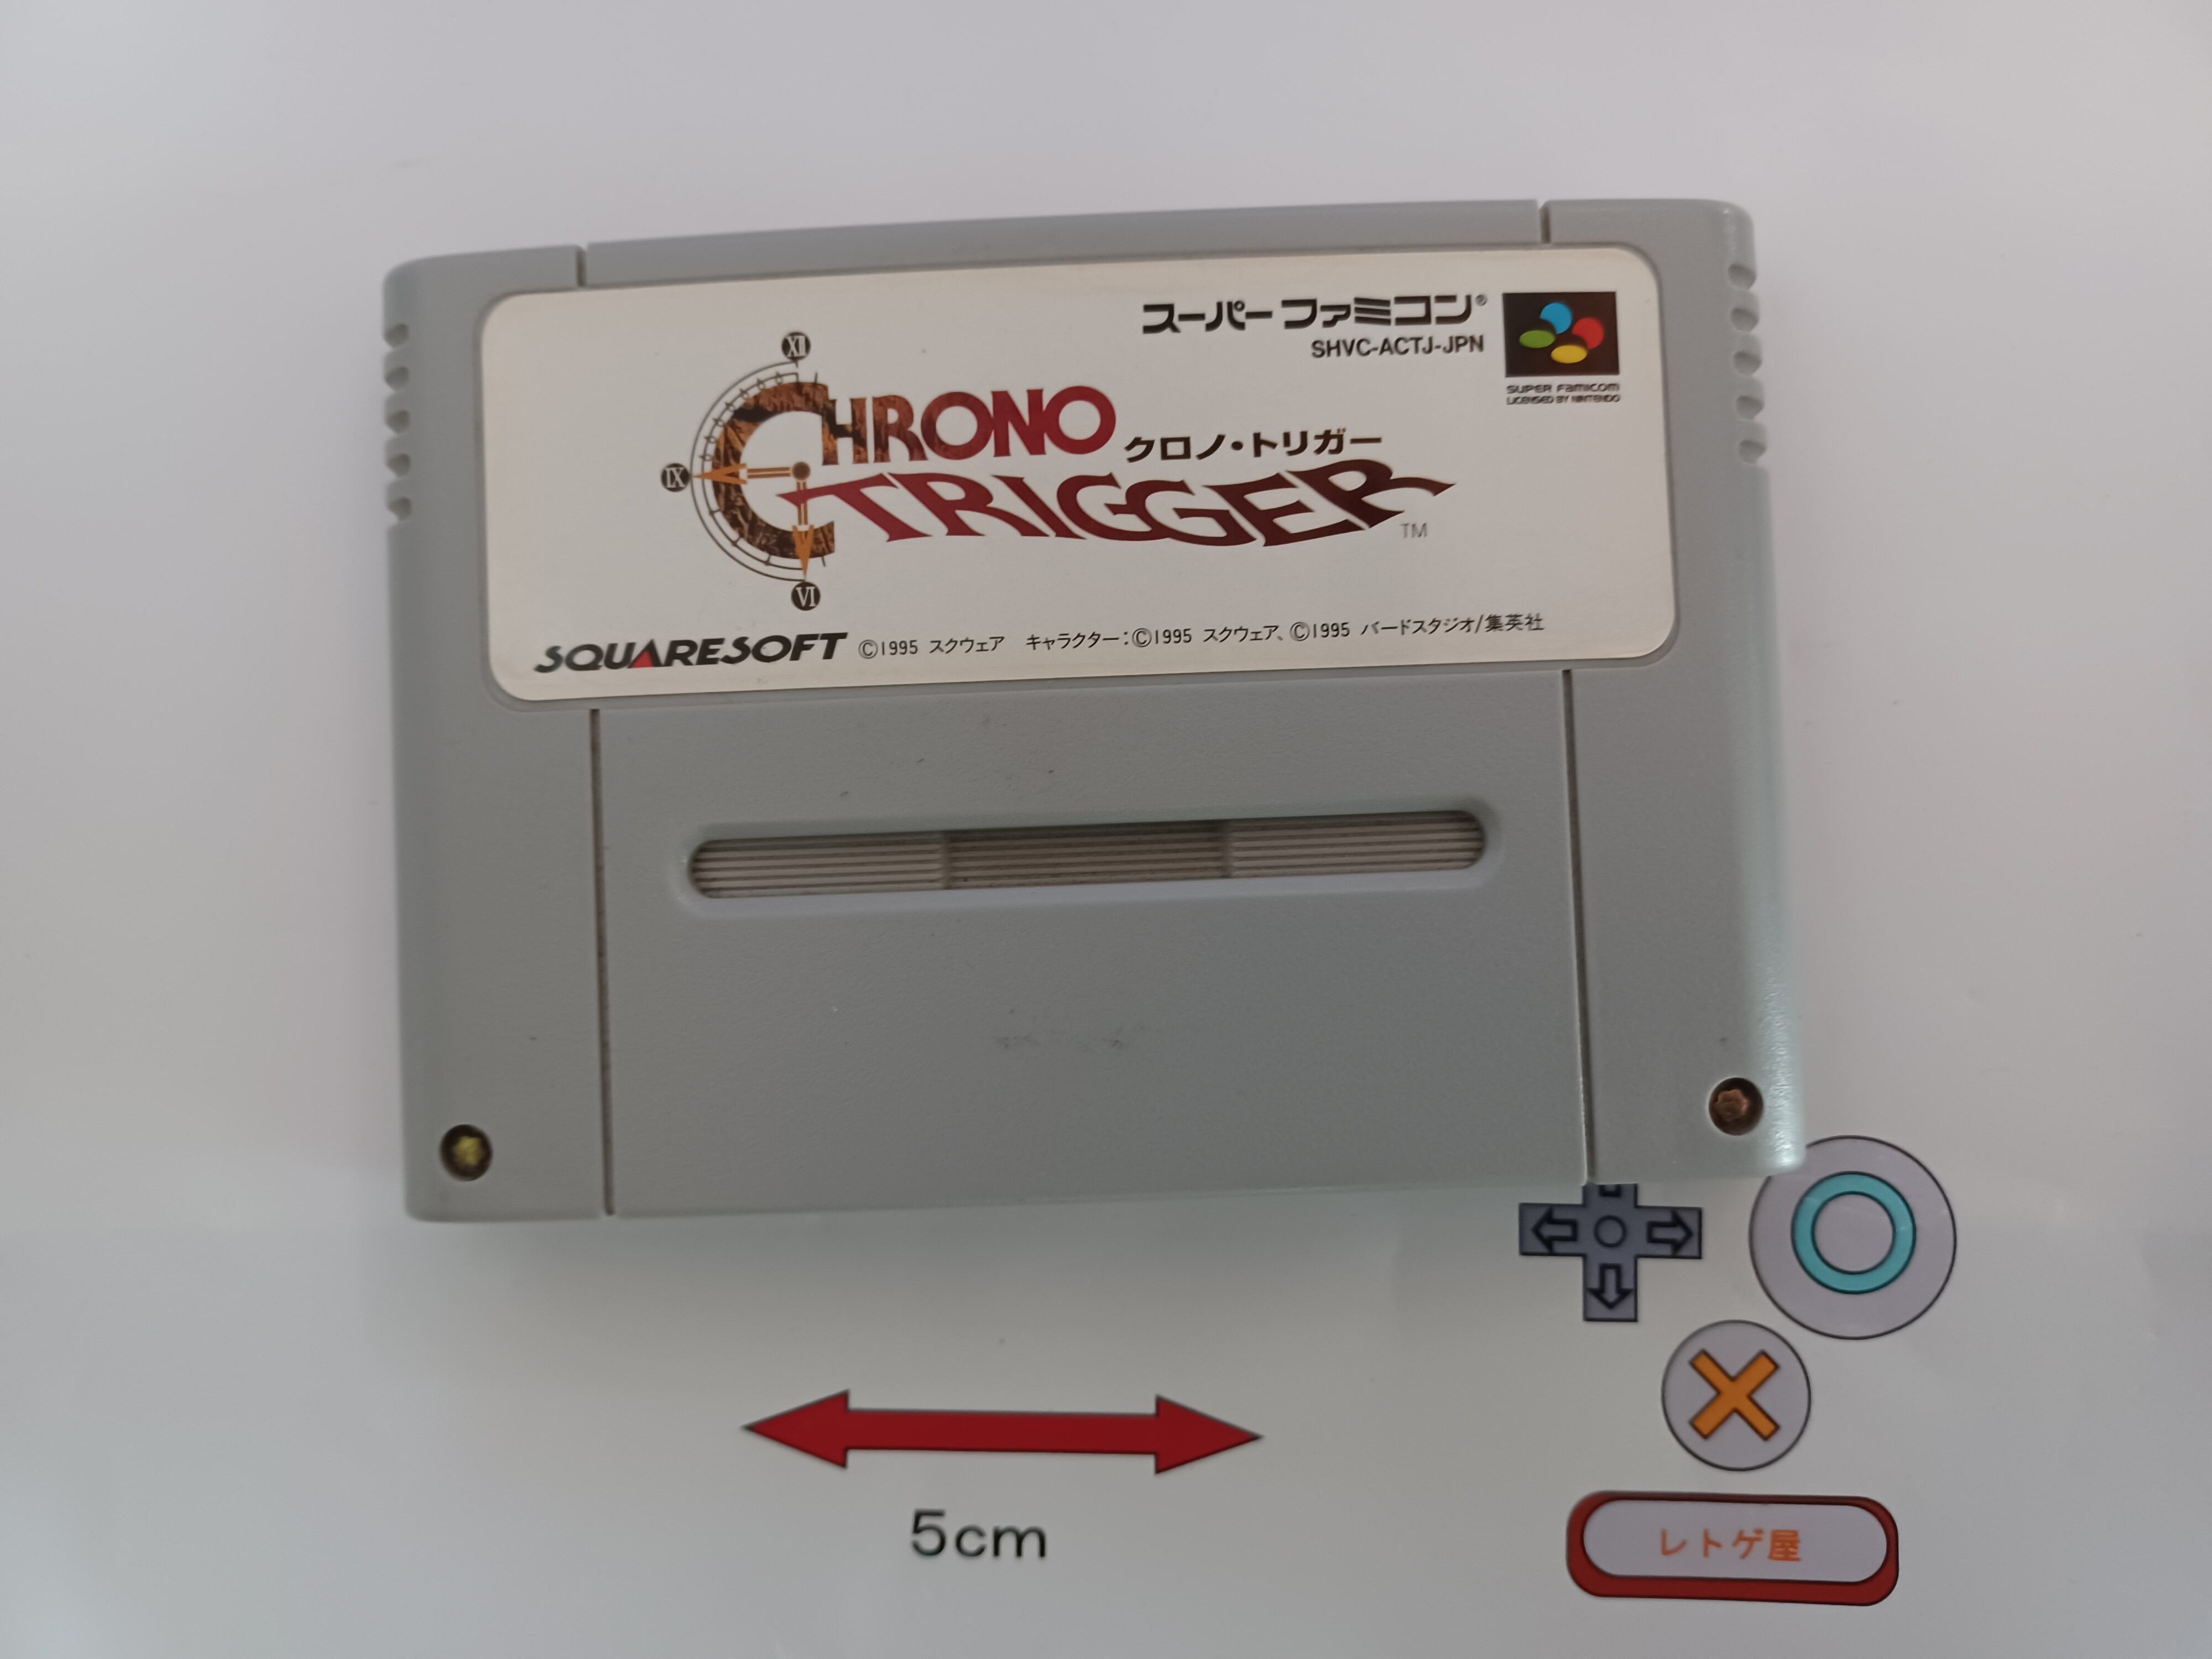 スーパーファミコン®
SHVC-ACTJ-JPN
SUPER FAMICOM
LICENSED BY NINTENDO
XII
IX
VI
CHRONO
クロノ・トリガー
TRIGGER
TM
SQUARESOFT ©1995 スクウェア キャラクター:©1995 スクウェア、©1995 バードスタジオ/集英社
5cm
レトゲ屋